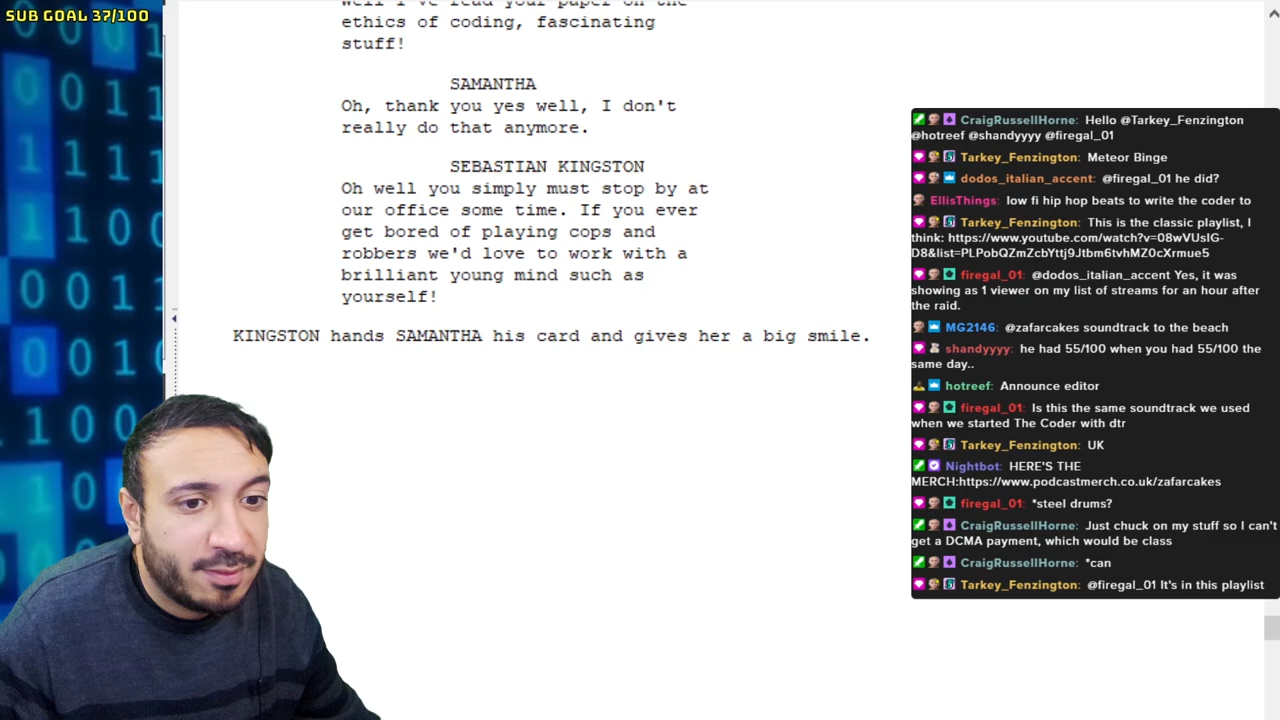 SUB GOAL 37/100
well I've read your paper on the
ethics of coding, fascinating
stuff!
SAMANTHA
Oh, thank you yes well, I don't
really do that anymore.
SEBASTIAN KINGSTON
Oh well you simply must stop by at
our office some time. If you ever
get bored of playing cops and
robbers we'd love to work with a
brilliant young mind such as
yourself!
KINGSTON hands SAMANTHA his card and gives her a big smile.
CraigRussellHorne: Hello @Tarkey_Fenzington
@hotreef @shandyyyy @firegal_01
Tarkey_Fenzington: Meteor Binge
dodos_italian_accent: @firegal_01 he did?
EllisThings: low fi hip hop beats to write the coder to
Tarkey_Fenzington: This is the classic playlist, I
think: https://www.youtube.com/watch?v=08wVUsIG-
D8&list=PLPobQZmZcbYttj9Jtbm6tvhMZ0cXrmue5
firegal_01: @dodos_italian_accent Yes, it was
showing as 1 viewer on my list of streams for an hour after
the raid.
MG2146: @zafarcakes soundtrack to the beach
shandyyyy: he had 55/100 when you had 55/100 the
same day..
hotreef: Announce editor
firegal_01: Is this the same soundtrack we used
when we started The Coder with dtr
Tarkey_Fenzington: UK
Nightbot: HERE'S THE
MERCH:https://www.podcastmerch.co.uk/zafarcakes
firegal_01: *steel drums?
CraigRussellHorne: Just chuck on my stuff so I can't
get a DCMA payment, which would be class
CraigRussellHorne: *can
Tarkey_Fenzington: @firegal_01 It's in this playlist